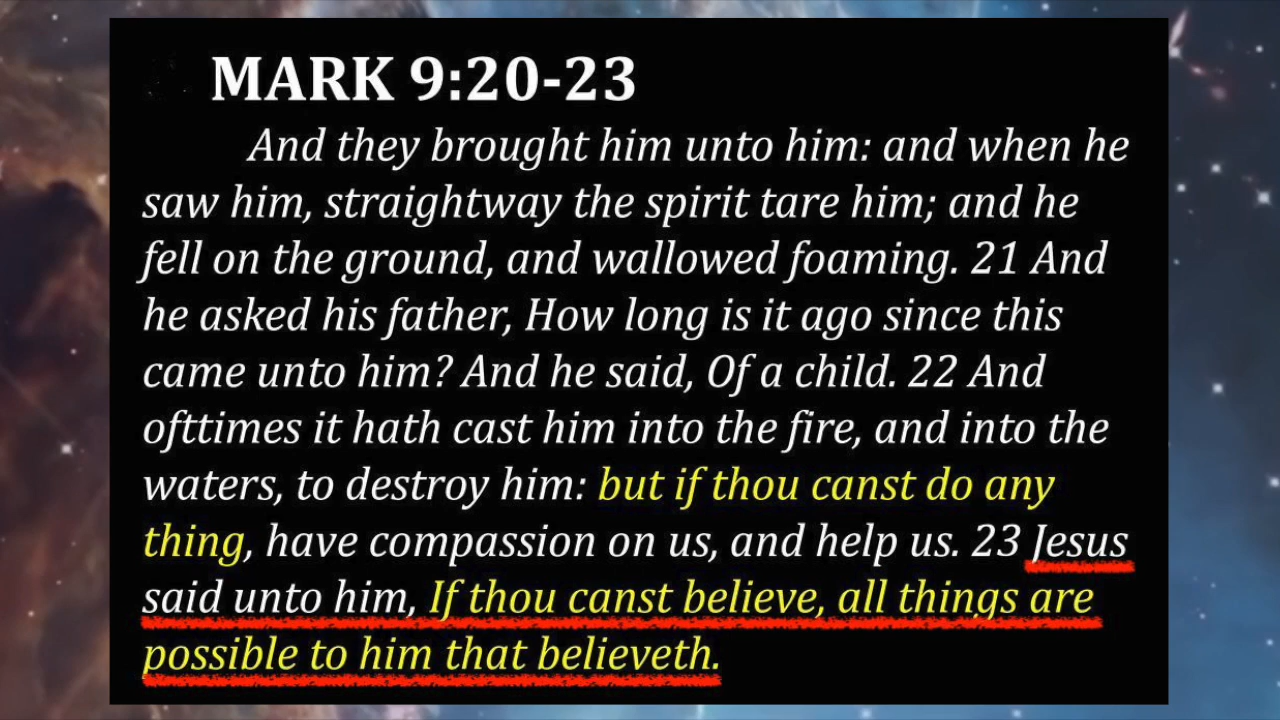 MARK 9:20-23
And they brought him unto him: and when he
saw him, straightway the spirit tare him; and he
fell on the ground, and wallowed foaming. 21 And
he asked his father, How long is it ago since this
came unto him? And he said, Of a child. 22 And
ofttimes it hath cast him into the fire, and into the
waters, to destroy him: but if thou canst do any
thing, have compassion on us, and help us. 23 Jesus
said unto him, If thou canst believe, all things are
possible to him that believeth.